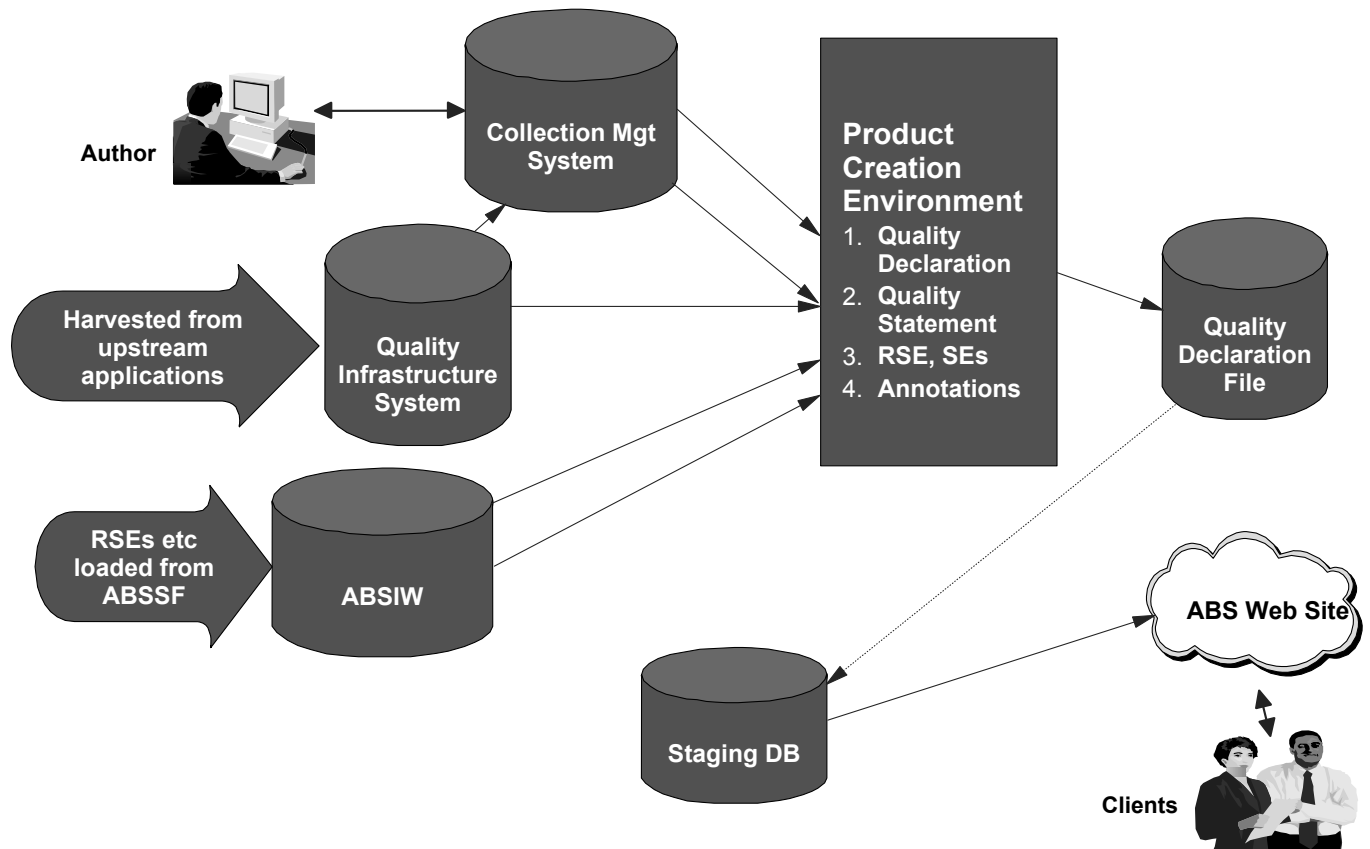 Author
Collection Mgt
System
Product
Creation
Environment
1. Quality
Declaration
2. Quality
Statement
3. RSE, SEs
4. Annotations
Harvested from
upstream
applications
Quality
Infrastructure
System
Quality
Declaration
File
RSEs etc
loaded from
ABSSF
ABSIW
ABS Web Site
Staging DB
Clients